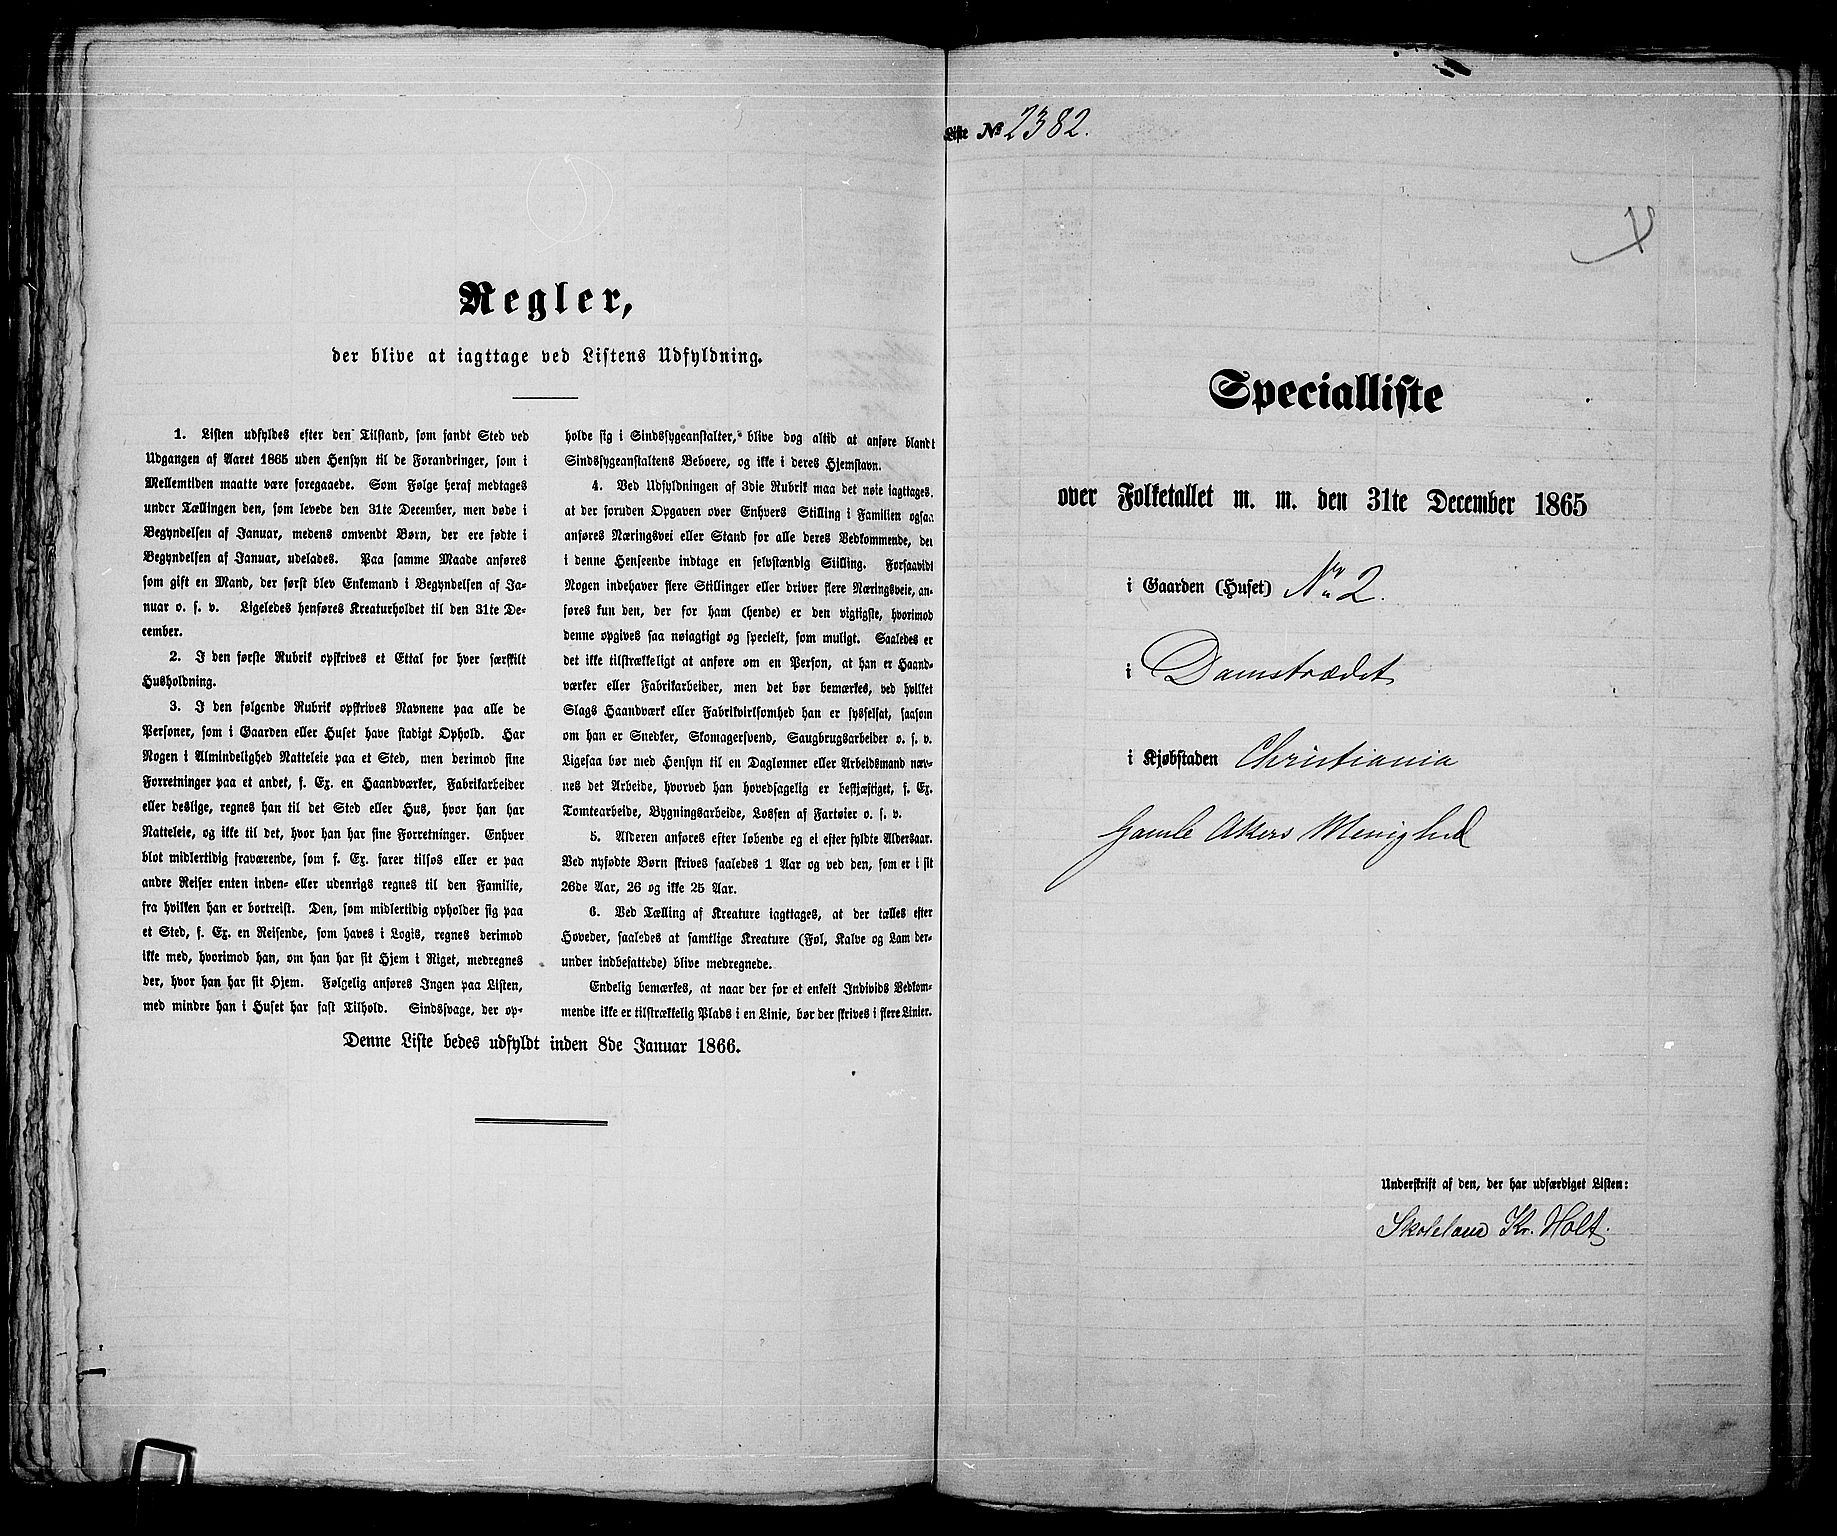 Regler,
der blive at iagttage ved Listens Udfyldning.
1. Listen udfyldes efter den Tilstand, som fandt Sted ved
Udgangen af Aaret 1865 uden Hensyn til de Forandringer, som i
Mellemtiden maatte være foregaaede. Som Følge heraf medtages
under Tællingen den, som levede den 31te December, men døde i
Begyndelsen af Januar, medens omvendt Børn, der ere fødte i
Begyndelsen af Januar, udelades. Paa samme Maade anføres
som gift en Mand, der først blev Enkemand i Begyndelsen af Ja-
nuar o. s. v. Ligeledes henføres Kreaturholdet til den 31te De-
cember.
2. I den første Rubrik opskrives et Ettal for hver særskilt
Husholdning.
3. I den følgende Rubrik opskrives Navnene paa alle de
Personer, som i Gaarden eller Huset have stadigt Ophold. Har
Nogen i Almindelighed Natteleie paa et Sted, men derimod sine
Forretninger paa et andet, f. Ex. en Haandværker, Fabrikarbeider
eller deslige, regnes han til det Sted eller Hus, hvor han har
Natteleie, og ikke til det, hvor han har sine Forretninger. Enhver
blot midlertidig fraværende, som f. Ex. farer tilsøs eller er paa
andre Reiser enten inden- eller udenrigs regnes til den Familie,
fra hvilken han er bortreist. Den, som midlertidig opholder sig paa
et Sted, f. Ex. en Reisende, som haves i Logis, regnes derimod
ikke med, hvorimod han, om han har sit Hjem i Riget, medregnes
der, hvor han har sit Hjem. Følgelig anføres Ingen paa Listen,
med mindre han i Huset har fast Tilhold. Sindssvage, der op-
holde sig i Sindssygeanstalter, blive dog altid at anføre blandt
Sindssygeanstaltens Beboere, og ikke i deres Hjemstavn.
4. Ved Udfyldningen af 3die Rubrik maa det nøie iagttages,
at der foruden Opgaven over Enhvers Stilling i Familien ogsaa
anføres Næringsvei eller Stand for alle deres Vedkommende, der
i denne Henseende indtage en selvstændig Stilling. Forsaavidt
Nogen indehaver flere Stillinger eller driver flere Næringsveie, an-
føres kun den, der for ham (hende) er den vigtigste, hvorimod
denne opgives saa nøiagtigt og specielt, som muligt. Saaledes er
det ikke tilstrækkeligt at anføre om en Person, at han er Haand-
værker eller Fabrikarbeider, men det bør bemærkes, ved hvilket
Slags Haandværk eller Fabrikvirksomhed han er sysselsat, saasom
om han er Snedker, Skomagersvend, Saugbrugsarbeider o. s. v.
Ligesaa bør med Hensyn til en Daglønner eller Arbeidsmand næv-
nes det Arbeide, hvorved han hovedsagelig er beskjæftiget, f. Ex.
Tomtearbeide, Bygningsarbeide, Lossen af Fartøier o. s. v.
5. Alderen anføres efter løbende og ei efter fyldte Aldersaar.
Ved nyfødte Børn skrives saaledes 1 Aar og ved den, som er i sit
26de Aar, 26 og ikke 25 Aar.
6. Ved Tælling af Kreature iagttages, at der tælles efter
Hoveder, saaledes at samtlige Kreature (Føl, Kalve og Lam der-
under indbefattede) blive medregnede.
Endelig bemærkes, at naar der for et enkelt Individs Vedkom-
mende ikke er tilstrækkelig Plads i en Linie, bør der skrives i flere Linier.
Denne Liste bedes udfyldt inden 8de Januar 1866.
Liste № 2382.
Specialliste
over Folketallet m. m. den 31te December 1865
i Gaarden (Huset) No 2.
i Damstrædet
i Kjøbstaden Christiania
Gamle Akers Menighed
Underskrift af den, der har udfærdiget Listen:
Kr. Holt.